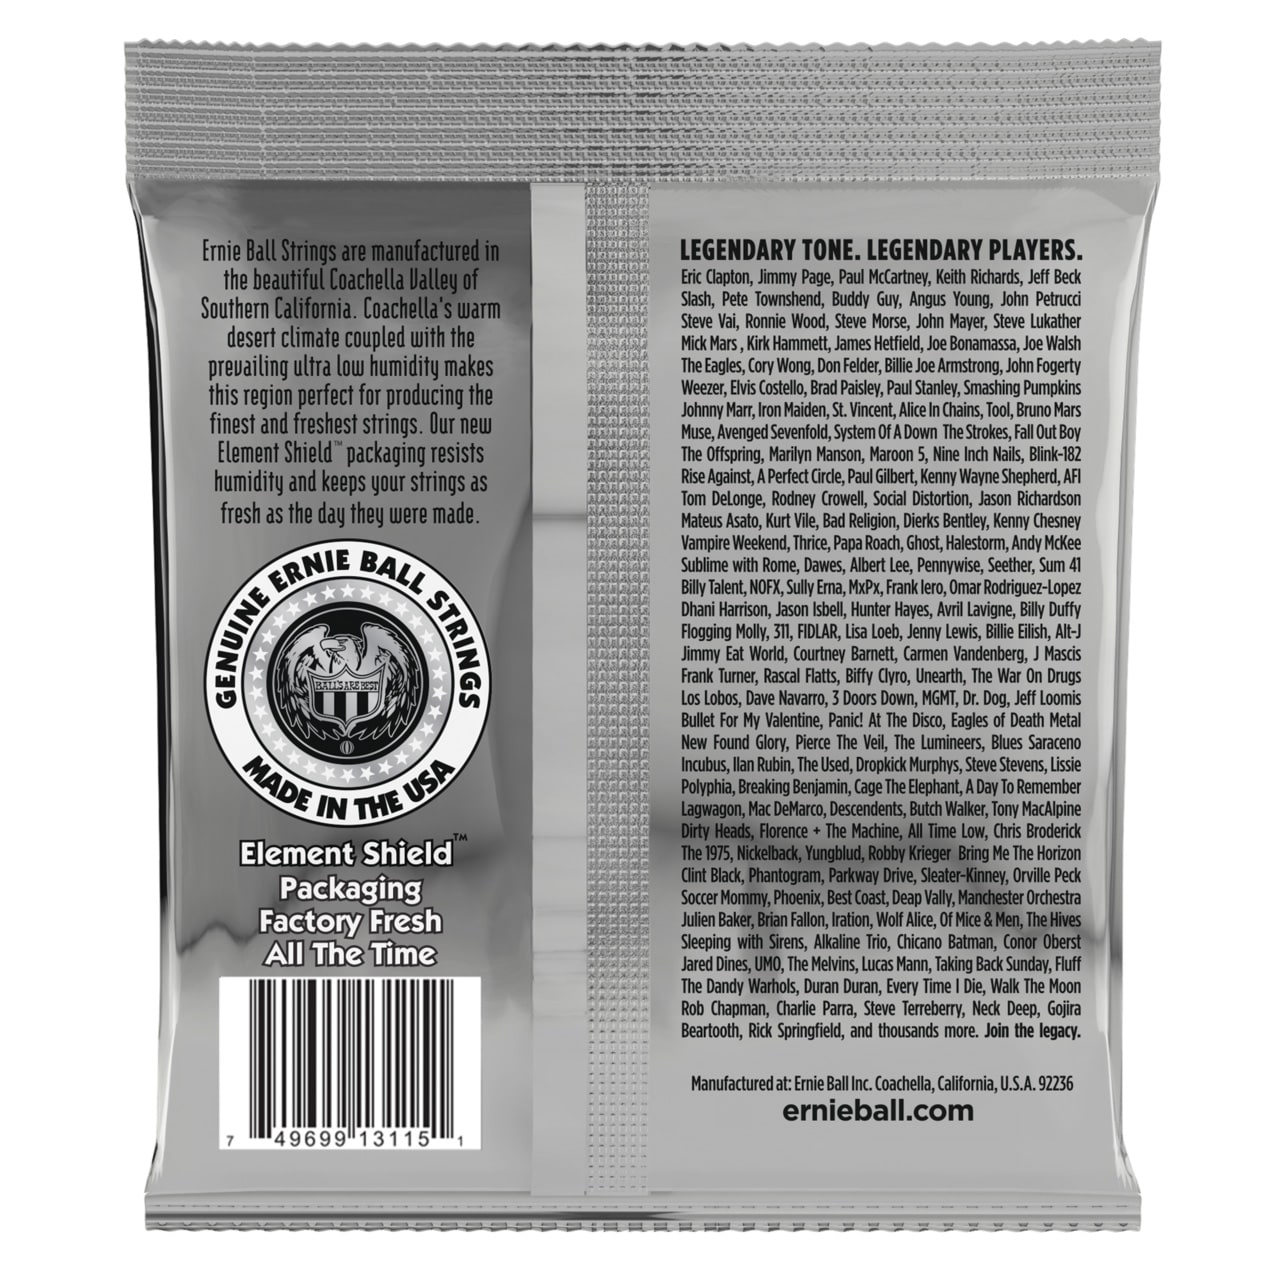 Ernie Ball Strings are manufactured in
the beautiful Coachella Valley of
Southern California. Coachella's warm
desert climate coupled with the
prevailing ultra low humidity makes
this region perfect for producing the
finest and freshest strings. Our new
Element Shield™ packaging resists
humidity and keeps your strings as
fresh as the day they were made.
GENUINE ERNIE BALL STRINGS
BALL'S ARE BEST
MADE IN THE USA
Element Shield™
Packaging
Factory Fresh
All The Time
7 49699 13115 1
LEGENDARY TONE. LEGENDARY PLAYERS.
Eric Clapton, Jimmy Page, Paul McCartney, Keith Richards, Jeff Beck
Slash, Pete Townshend, Buddy Guy, Angus Young, John Petrucci
Steve Vai, Ronnie Wood, Steve Morse, John Mayer, Steve Lukather
Mick Mars , Kirk Hammett, James Hetfield, Joe Bonamassa, Joe Walsh
The Eagles, Cory Wong, Don Felder, Billie Joe Armstrong, John Fogerty
Weezer, Elvis Costello, Brad Paisley, Paul Stanley, Smashing Pumpkins
Johnny Marr, Iron Maiden, St. Vincent, Alice In Chains, Tool, Bruno Mars
Muse, Avenged Sevenfold, System Of A Down The Strokes, Fall Out Boy
The Offspring, Marilyn Manson, Maroon 5, Nine Inch Nails, Blink-182
Rise Against, A Perfect Circle, Paul Gilbert, Kenny Wayne Shepherd, AFI
Tom DeLonge, Rodney Crowell, Social Distortion, Jason Richardson
Mateus Asato, Kurt Vile, Bad Religion, Dierks Bentley, Kenny Chesney
Vampire Weekend, Thrice, Papa Roach, Ghost, Halestorm, Andy McKee
Sublime with Rome, Dawes, Albert Lee, Pennywise, Seether, Sum 41
Billy Talent, NOFX, Sully Erna, MxPx, Frank Iero, Omar Rodriguez-Lopez
Dhani Harrison, Jason Isbell, Hunter Hayes, Avril Lavigne, Billy Duffy
Flogging Molly, 311, FIDLAR, Lisa Loeb, Jenny Lewis, Billie Eilish, Alt-J
Jimmy Eat World, Courtney Barnett, Carmen Vandenberg, J Mascis
Frank Turner, Rascal Flatts, Biffy Clyro, Unearth, The War On Drugs
Los Lobos, Dave Navarro, 3 Doors Down, MGMT, Dr. Dog, Jeff Loomis
Bullet For My Valentine, Panic! At The Disco, Eagles of Death Metal
New Found Glory, Pierce The Veil, The Lumineers, Blues Saraceno
Incubus, Ilan Rubin, The Used, Dropkick Murphys, Steve Stevens, Lissie
Polyphia, Breaking Benjamin, Cage The Elephant, A Day To Remember
Lagwagon, Mac DeMarco, Descendents, Butch Walker, Tony MacAlpine
Dirty Heads, Florence + The Machine, All Time Low, Chris Broderick
The 1975, Nickelback, Yungblud, Robby Krieger Bring Me The Horizon
Clint Black, Phantogram, Parkway Drive, Sleater-Kinney, Orville Peck
Soccer Mommy, Phoenix, Best Coast, Deap Vally, Manchester Orchestra
Julien Baker, Brian Fallon, Iration, Wolf Alice, Of Mice & Men, The Hives
Sleeping with Sirens, Alkaline Trio, Chicano Batman, Conor Oberst
Jared Dines, UMO, The Melvins, Lucas Mann, Taking Back Sunday, Fluff
The Dandy Warhols, Duran Duran, Every Time I Die, Walk The Moon
Rob Chapman, Charlie Parra, Steve Terreberry, Neck Deep, Gojira
Beartooth, Rick Springfield, and thousands more. Join the legacy.
Manufactured at: Ernie Ball Inc. Coachella, California, U.S.A. 92236
ernieball.com